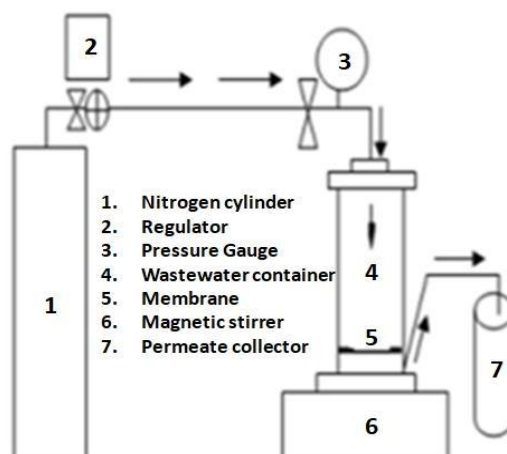 2
3
1. Nitrogen cylinder
2. Regulator
3. Pressure Gauge
4. Wastewater container
5. Membrane
6. Magnetic stirrer
7. Permeate collector
1
4
5
6
7